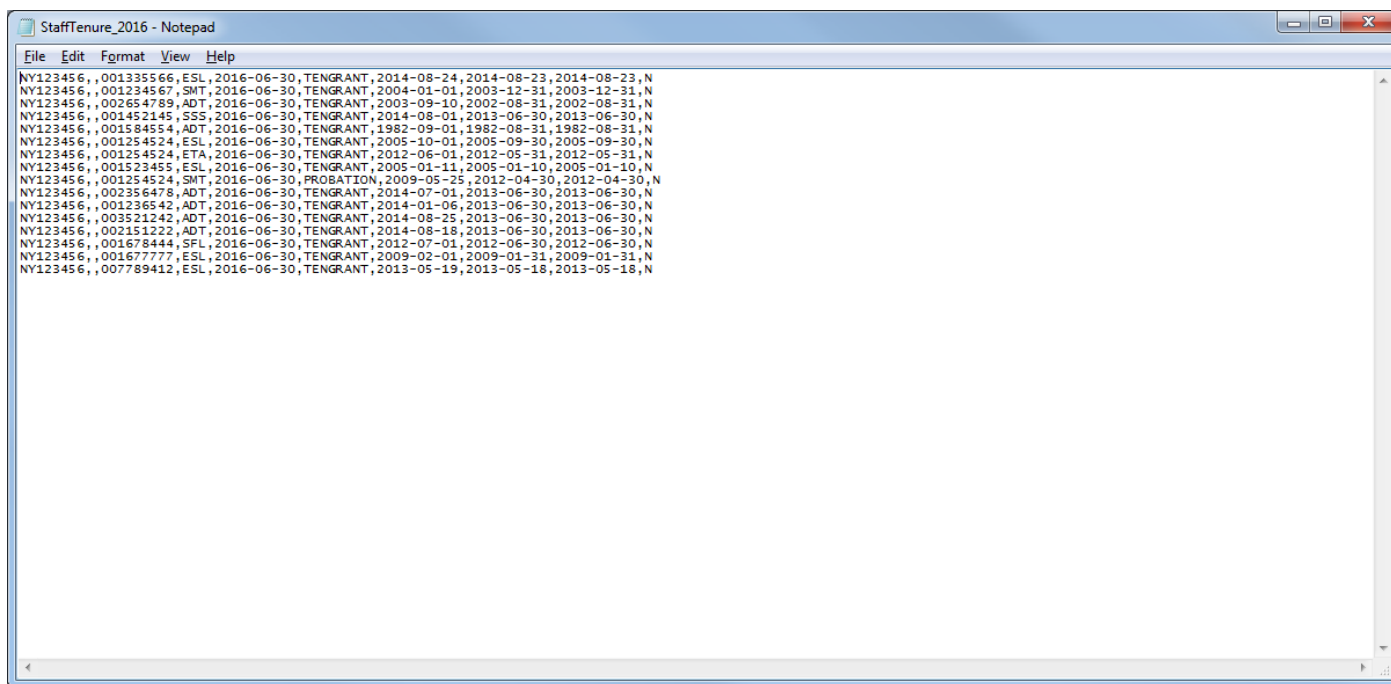 StaffTenure_2016 - Notepad
File Edit Format View Help
NY123456,,001335566,ESL,2016-06-30,TENGRANT,2014-08-24,2014-08-23,2014-08-23,N
NY123456,,001234567,SMT,2016-06-30,TENGRANT,2004-01-01,2003-12-31,2003-12-31,N
NY123456,,002654789,ADT,2016-06-30,TENGRANT,2003-09-10,2002-08-31,2002-08-31,N
NY123456,,001452145,SSS,2016-06-30,TENGRANT,2014-08-01,2013-06-30,2013-06-30,N
NY123456,,001584554,ADT,2016-06-30,TENGRANT,1982-09-01,1982-08-31,1982-08-31,N
NY123456,,001254524,ESL,2016-06-30,TENGRANT,2005-10-01,2005-09-30,2005-09-30,N
NY123456,,001254524,ETA,2016-06-30,TENGRANT,2012-06-01,2012-05-31,2012-05-31,N
NY123456,,001523455,ESL,2016-06-30,TENGRANT,2005-01-11,2005-01-10,2005-01-10,N
NY123456,,001254524,SMT,2016-06-30,PROBATION,2009-05-25,2012-04-30,2012-04-30,N
NY123456,,002356478,ADT,2016-06-30,TENGRANT,2014-07-01,2013-06-30,2013-06-30,N
NY123456,,001236542,ADT,2016-06-30,TENGRANT,2014-01-06,2013-06-30,2013-06-30,N
NY123456,,003521242,ADT,2016-06-30,TENGRANT,2014-08-25,2013-06-30,2013-06-30,N
NY123456,,002151222,ADT,2016-06-30,TENGRANT,2014-08-18,2013-06-30,2013-06-30,N
NY123456,,001678444,SFL,2016-06-30,TENGRANT,2012-07-01,2012-06-30,2012-06-30,N
NY123456,,001677777,ESL,2016-06-30,TENGRANT,2009-02-01,2009-01-31,2009-01-31,N
NY123456,,007789412,ESL,2016-06-30,TENGRANT,2013-05-19,2013-05-18,2013-05-18,N